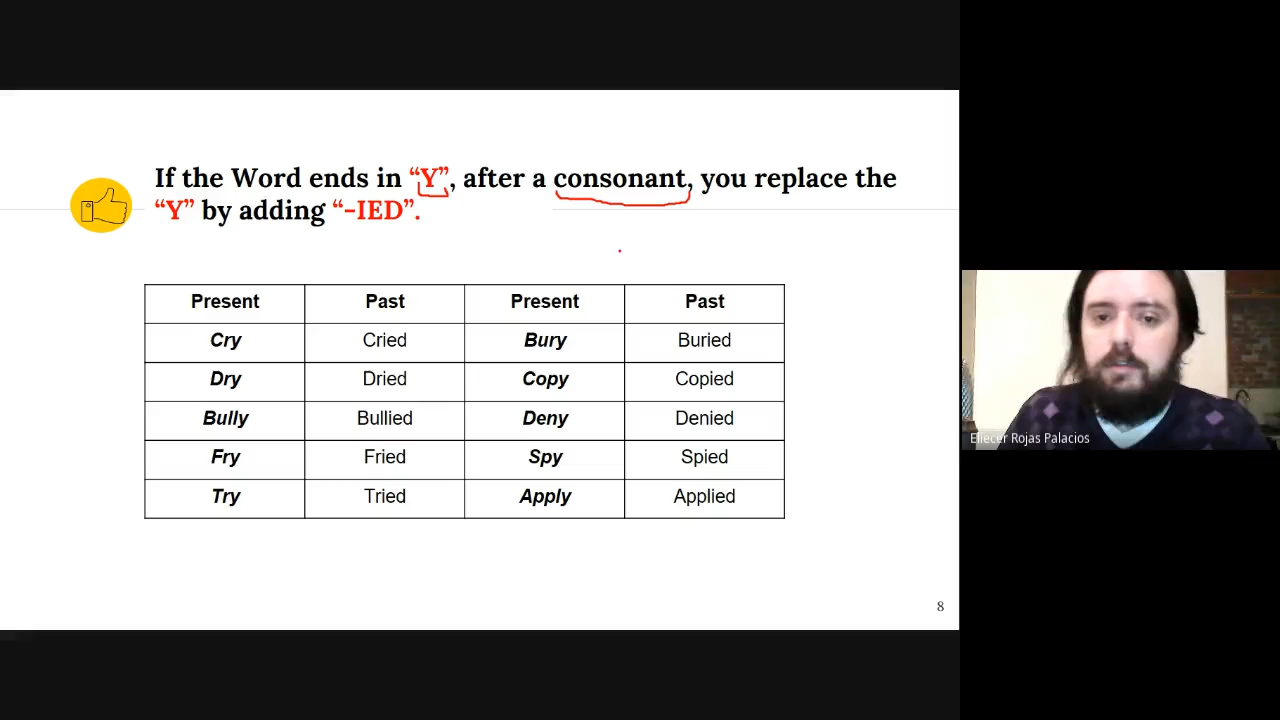 If the Word ends in “Y”, after a consonant, you replace the
“Y” by adding “-IED”.
Present Past Present Past
Cry Cried Bury Buried
Dry Dried Copy Copied
Bully Bullied Deny Denied
Fry Fried Spy Spied
Try Tried Apply Applied
Eliecer Rojas Palacios
8